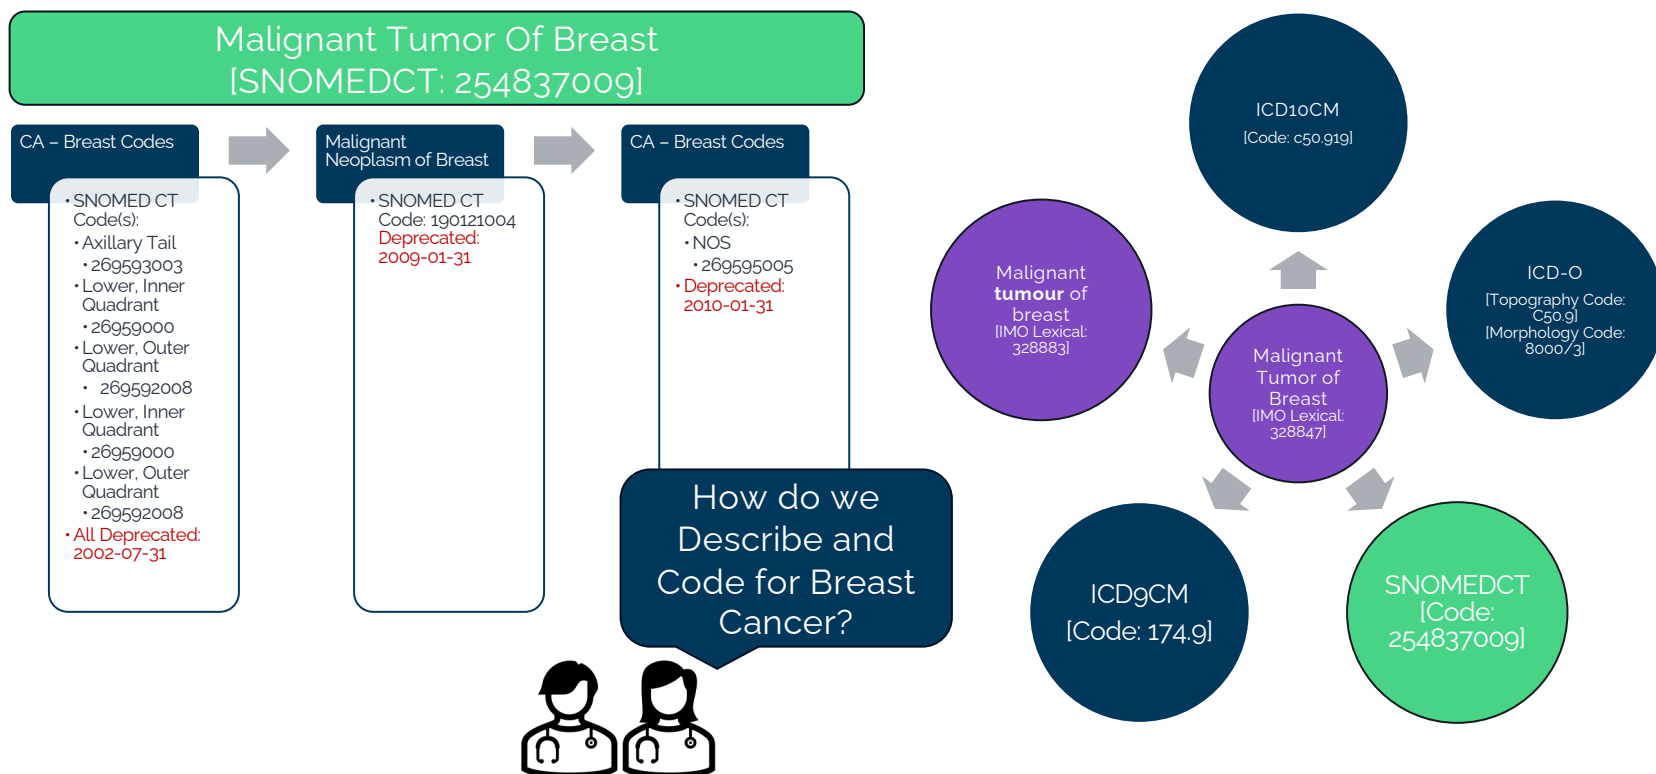 Malignant Tumor Of Breast
[SNOMEDCT: 254837009]
CA – Breast Codes
• SNOMED CT
Code(s):
• Axillary Tail
• 269593003
• Lower, Inner
Quadrant
• 26959000
• Lower, Outer
Quadrant
• 269592008
• Lower, Inner
Quadrant
• 26959000
• Lower, Outer
Quadrant
• 269592008
• All Deprecated:
2002-07-31
Malignant
Neoplasm of Breast
• SNOMED CT
Code: 190121004
Deprecated:
2009-01-31
CA – Breast Codes
• SNOMED CT
Code(s):
• NOS
• 269595005
• Deprecated:
2010-01-31
How do we
Describe and
Code for Breast
Cancer?
ICD10CM
[Code: c50.919]
Malignant
tumour of
breast
[IMO Lexical:
328883]
ICD-O
[Topography Code:
C50.9]
[Morphology Code:
8000/3]
Malignant
Tumor of
Breast
[IMO Lexical:
328847]
ICD9CM
[Code: 174.9]
SNOMEDCT
[Code:
254837009]